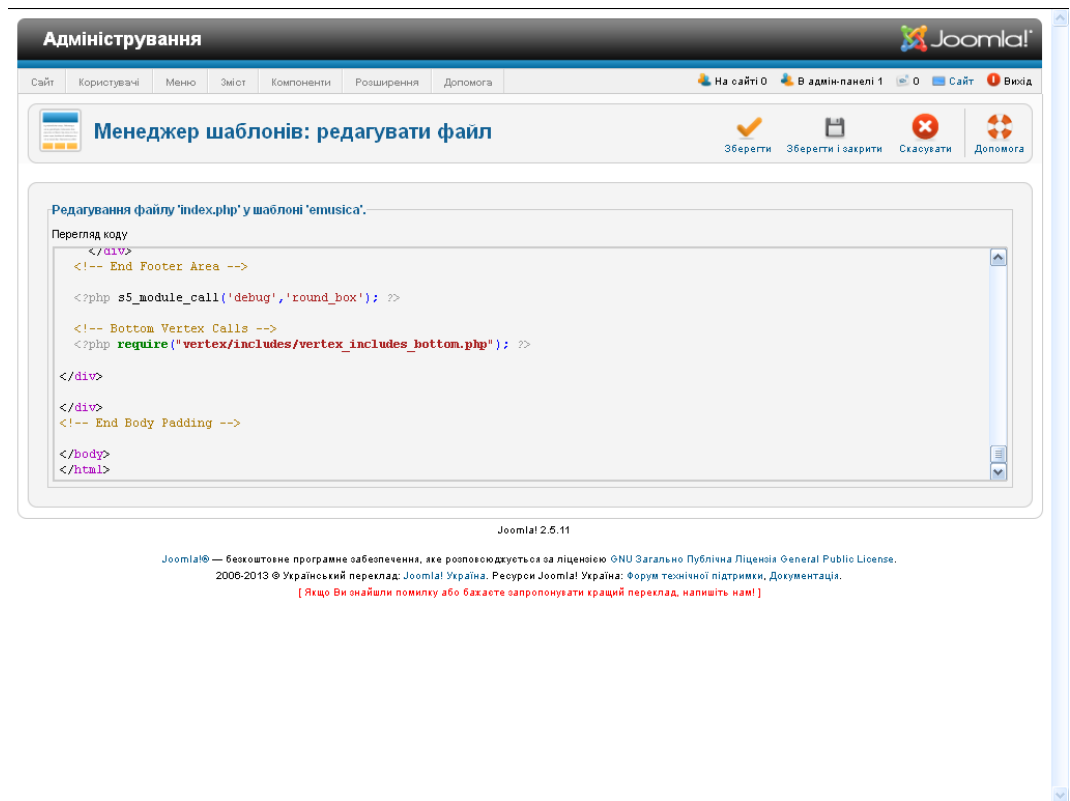 Адміністрування
Joomla!
Сайт Користувачі Меню Зміст Компоненти Розширення Допомога На сайті 0 В адмін-панелі 1 0 Сайт Вихід
Менеджер шаблонів: редагувати файл
Зберегти Зберегти і закрити Скасувати Допомога
Редагування файлу 'index.php' у шаблоні 'emusica'.
Перегляд коду
</div>
<!-- End Footer Area -->
<?php s5_module_call('debug','round_box'); ?>
<!-- Bottom Vertex Calls -->
<?php require("vertex/includes/vertex_includes_bottom.php"); ?>
</div>
</div>
<!-- End Body Padding -->
</body>
</html>
Joomla! 2.5.11
Joomla!® — безкоштовне програмне забезпечення, яке розповсюджується за ліцензією GNU Загально Публічна Ліцензія General Public License.
2006-2013 © Український переклад: Joomla! Україна. Ресурси Joomla! Україна: Форум технічної підтримки, Документація.
[ Якщо Ви знайшли помилку або бажаєте запропонувати кращий переклад, напишіть нам! ]